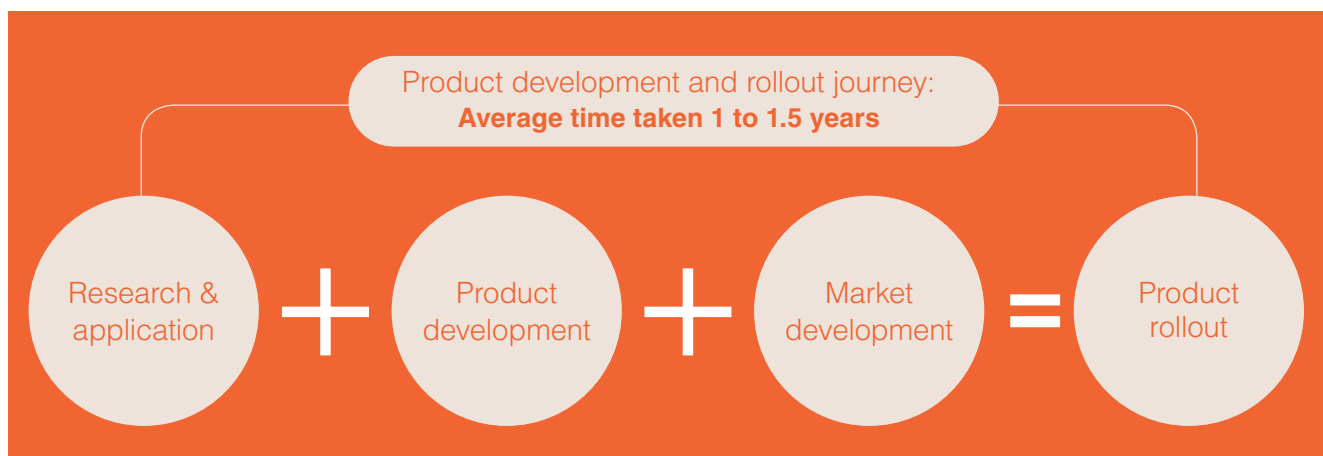 Product development and rollout journey:
Average time taken 1 to 1.5 years
Research &
application
+
Product
development
+
Market
development
=
Product
rollout